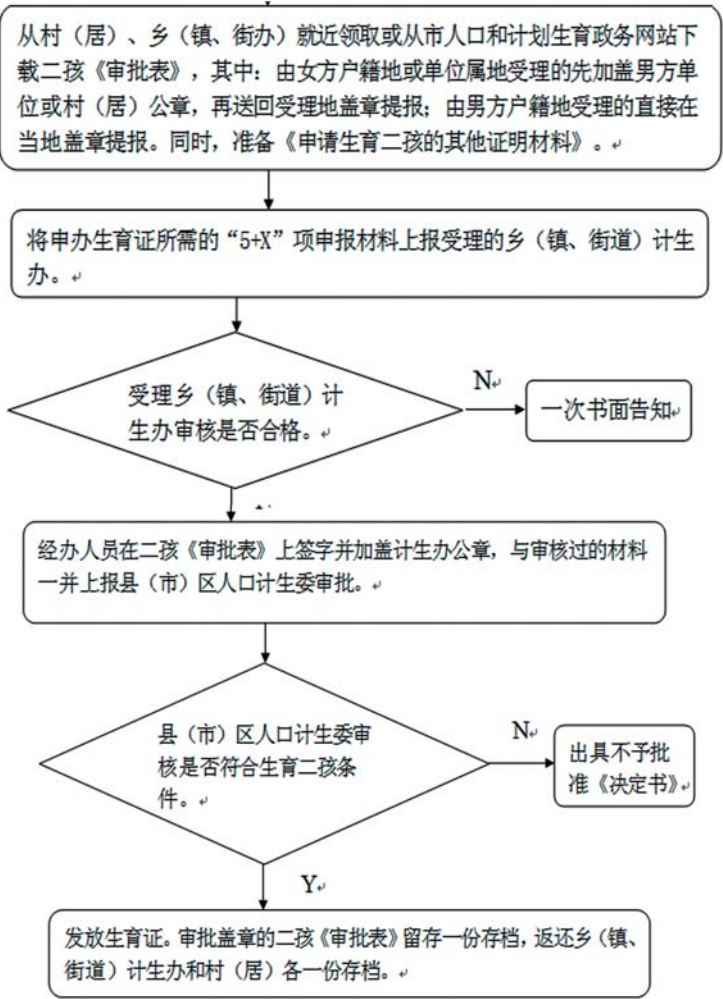 从村（居）、乡（镇、街办）就近领取或从市人口和计划生育政务网站下
载二孩《审批表》，其中：由女方户籍地或单位属地受理的先加盖男方单
位或村（居）公章，再送回受理地盖章提报；由男方户籍地受理的直接在
当地盖章提报。同时，准备《申请生育二孩的其他证明材料》。
将申办生育证所需的“5+X”项申报材料上报受理的乡（镇、街道）计生
办。
受理乡（镇、街道）计
生办审核是否合格。
N
一次书面告知
经办人员在二孩《审批表》上签字并加盖计生办公章，与审核过的材料
一并上报县（市）区人口计生委审批。
县（市）区人口计生委审
核是否符合生育二孩条
件。
N
出具不予批
准《决定书》
Y
发放生育证。审批盖章的二孩《审批表》留存一份存档，返还乡（镇、
街道）计生办和村（居）各一份存档。